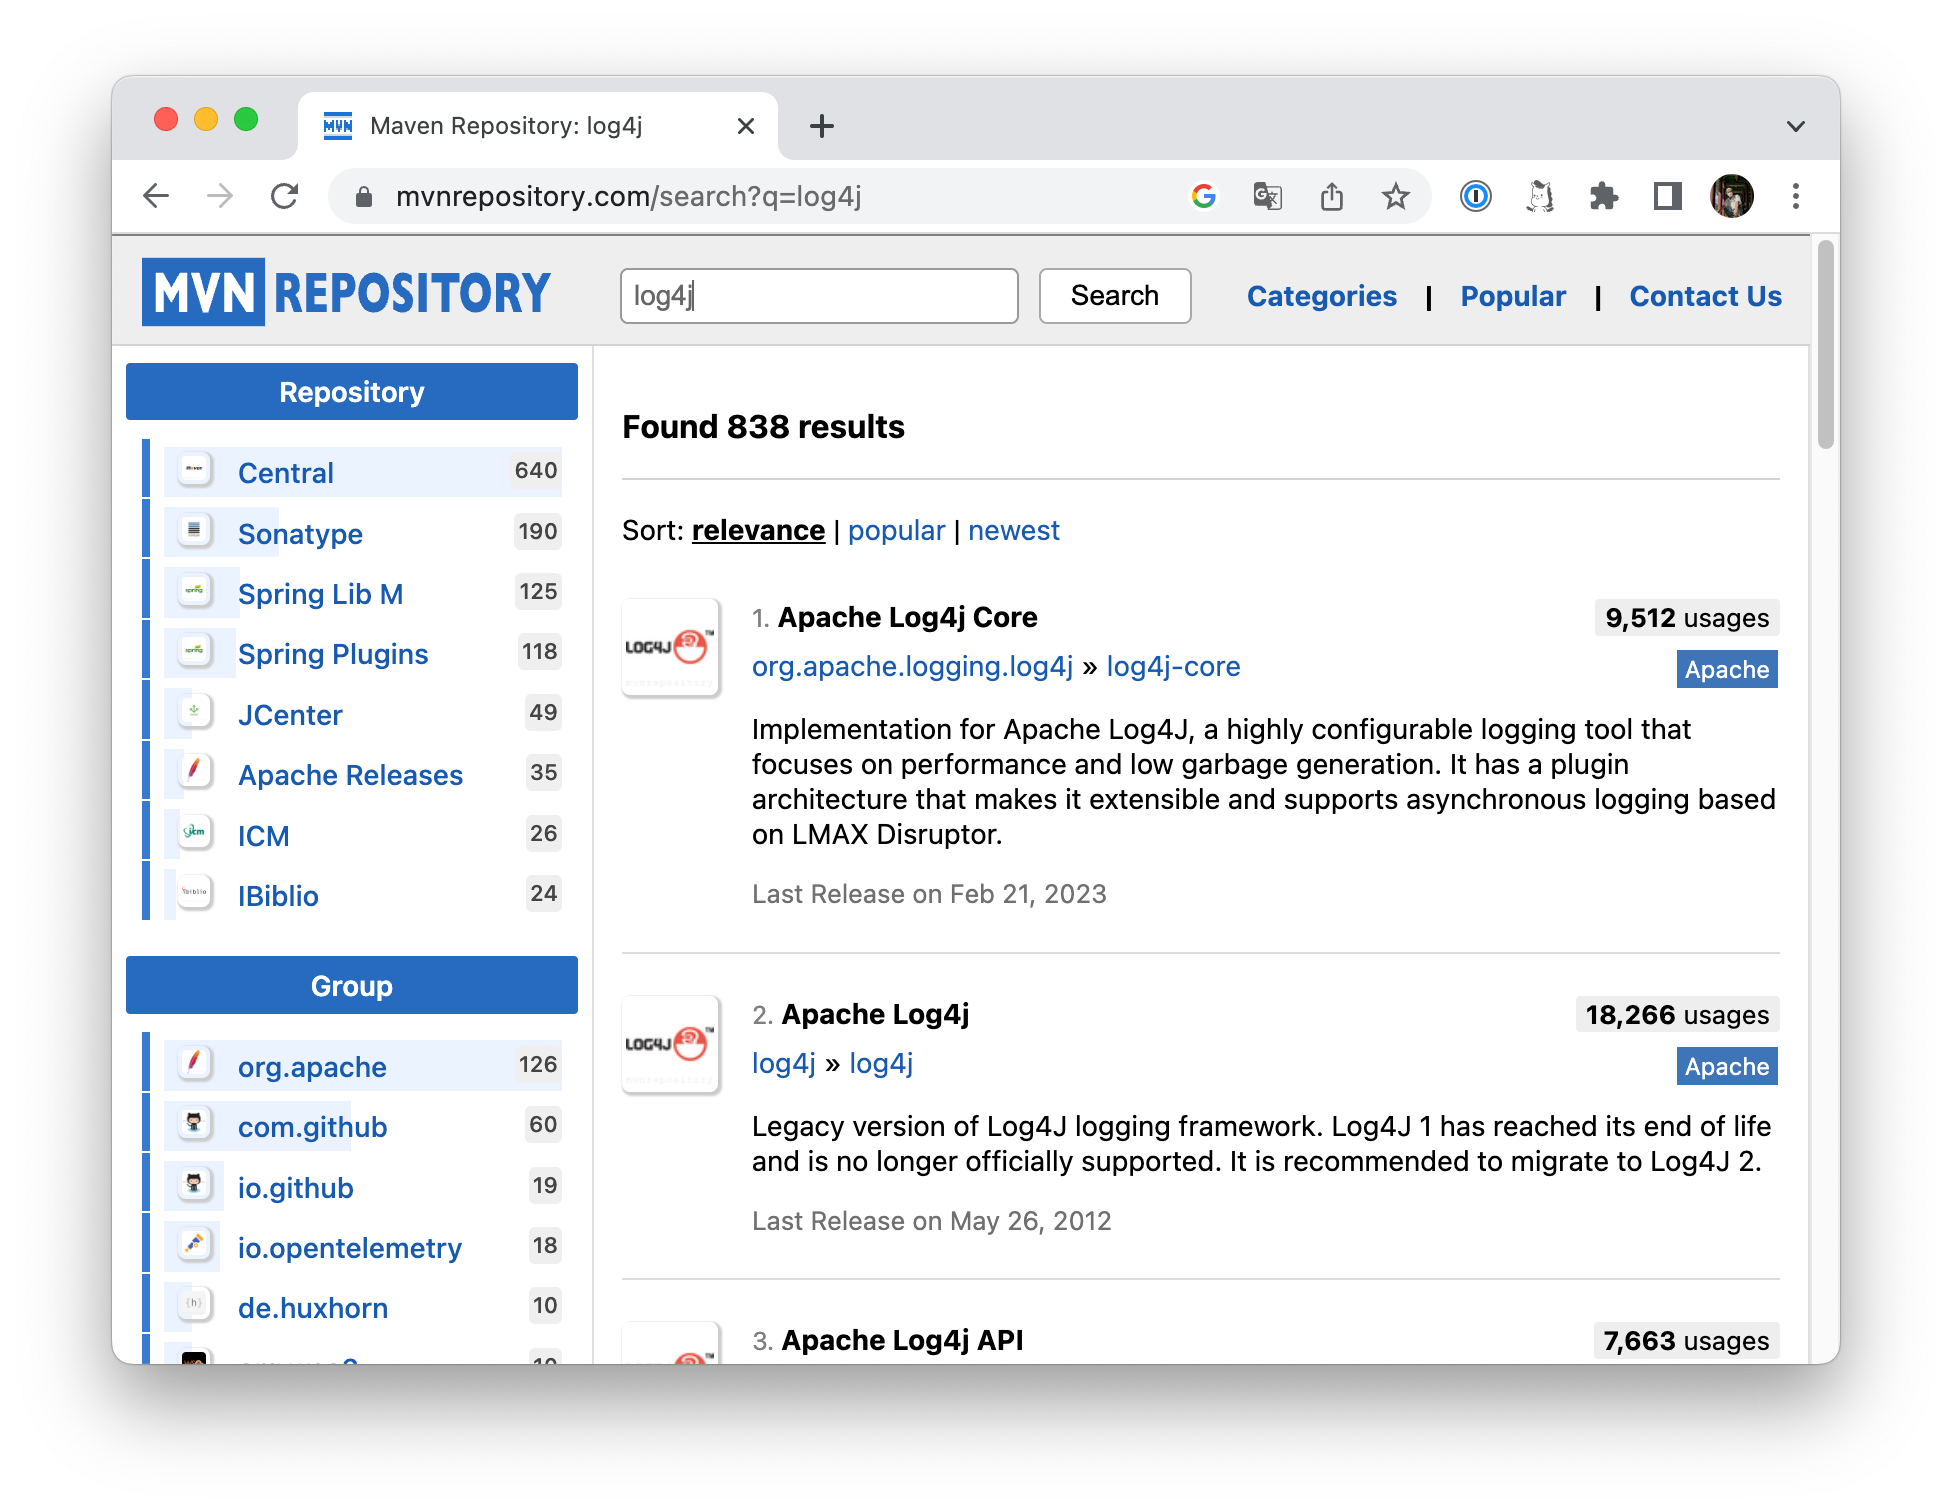 MVN Maven Repository: log4j
mvnrepository.com/search?q=log4j
MVN REPOSITORY
log4j
Search
Categories | Popular | Contact Us
Repository
Central 640
Sonatype 190
Spring Lib M 125
Spring Plugins 118
JCenter 49
Apache Releases 35
ICM 26
IBiblio 24
Group
org.apache 126
com.github 60
io.github 19
io.opentelemetry 18
de.huxhorn 10
Found 838 results
Sort: relevance | popular | newest
LOG4J TM
1. Apache Log4j Core 9,512 usages
org.apache.logging.log4j » log4j-core Apache
Implementation for Apache Log4J, a highly configurable logging tool that
focuses on performance and low garbage generation. It has a plugin
architecture that makes it extensible and supports asynchronous logging based
on LMAX Disruptor.
Last Release on Feb 21, 2023
LOG4J TM
2. Apache Log4j 18,266 usages
log4j » log4j Apache
Legacy version of Log4J logging framework. Log4J 1 has reached its end of life
and is no longer officially supported. It is recommended to migrate to Log4J 2.
Last Release on May 26, 2012
3. Apache Log4j API 7,663 usages